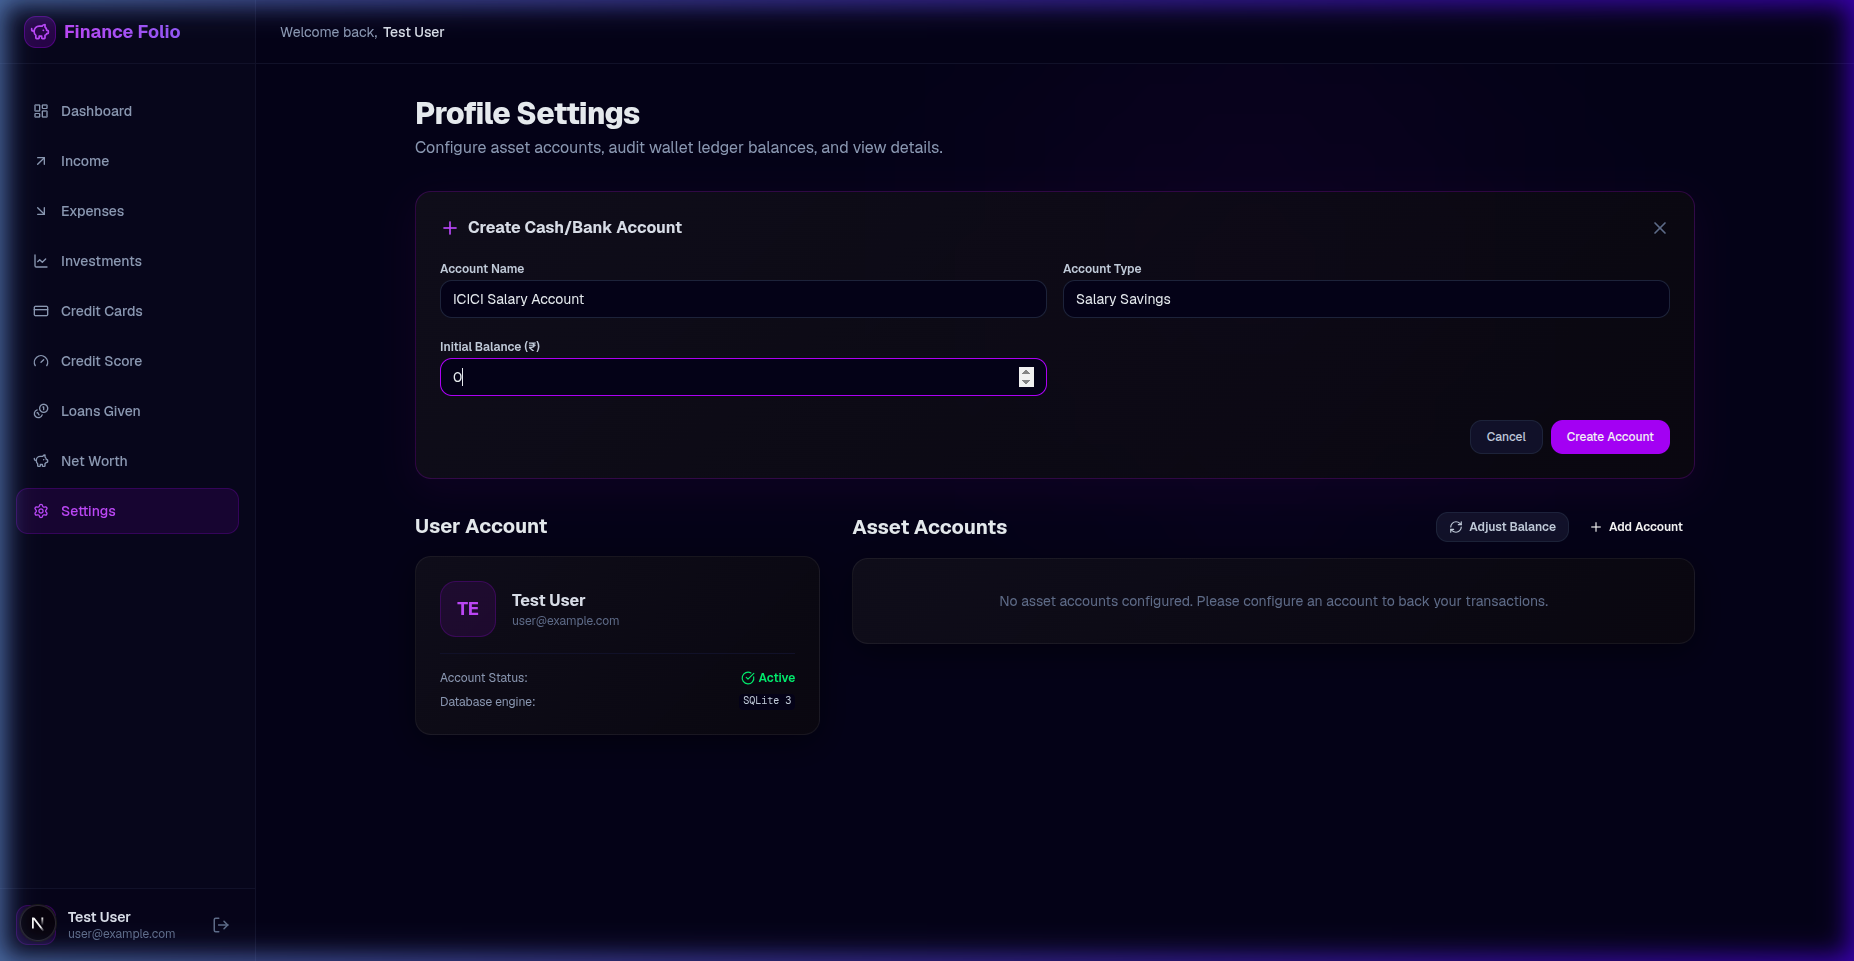 Finance Folio
Welcome back, Test User
Dashboard
Income
Expenses
Investments
Credit Cards
Credit Score
Loans Given
Net Worth
Settings
Profile Settings
Configure asset accounts, audit wallet ledger balances, and view details.
Create Cash/Bank Account
Account Name
Account Type
ICICI Salary Account
Salary Savings
Initial Balance (₹)
0
Cancel
Create Account
User Account
TE
Test User
user@example.com
Account Status:
Active
Database engine:
SQLite 3
Asset Accounts
Adjust Balance
Add Account
No asset accounts configured. Please configure an account to back your transactions.
N
Test User
user@example.com